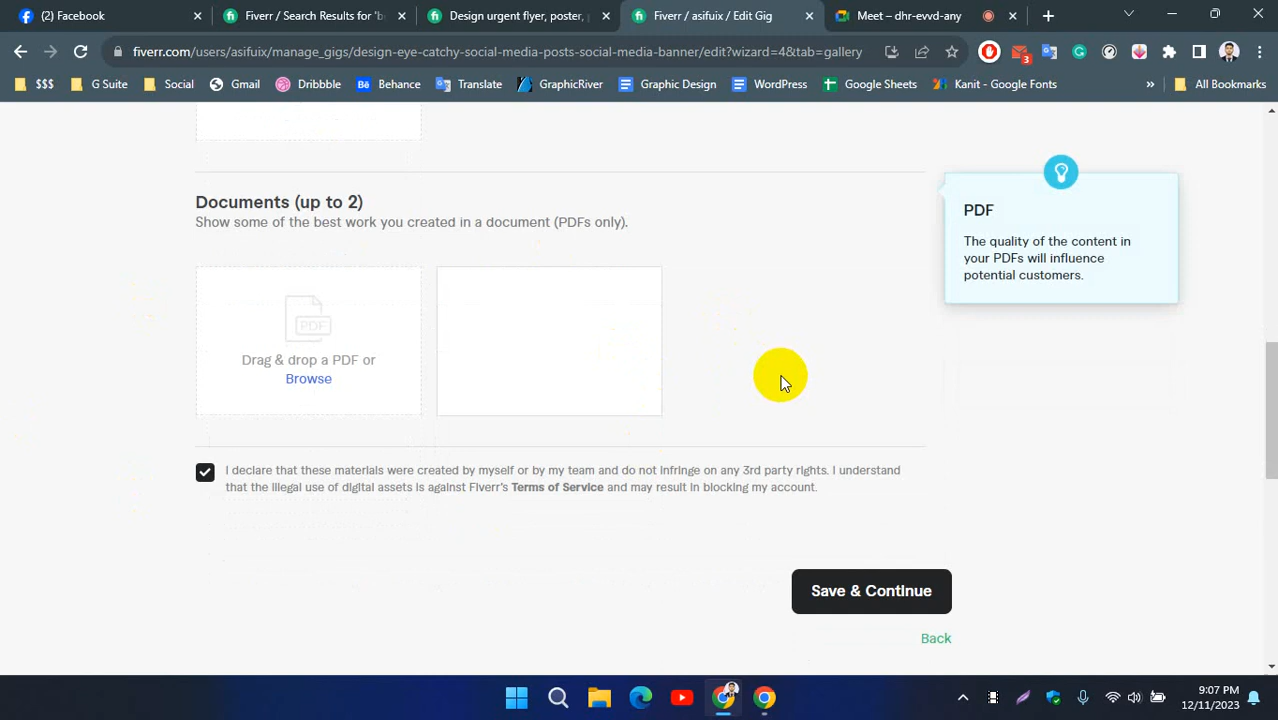 (2) Facebook
Fiverr / Search Results for 'b
Design urgent flyer, poster,
Fiverr / asifuix / Edit Gig
Meet – dhr-evvd-any
fiverr.com/users/asifuix/manage_gigs/design-eye-catchy-social-media-posts-social-media-banner/edit?wizard=4&tab=gallery
3
$$$
G Suite
Social
Gmail
Dribbble
Behance
Translate
GraphicRiver
Graphic Design
WordPress
Google Sheets
Kanit - Google Fonts
»
All Bookmarks
Documents (up to 2)
Show some of the best work you created in a document (PDFs only).
PDF
Drag & drop a PDF or
Browse
PDF
The quality of the content in
your PDFs will influence
potential customers.
I declare that these materials were created by myself or by my team and do not infringe on any 3rd party rights. I understand
that the illegal use of digital assets is against Fiverr's Terms of Service and may result in blocking my account.
Save & Continue
Back
9:07 PM
12/11/2023